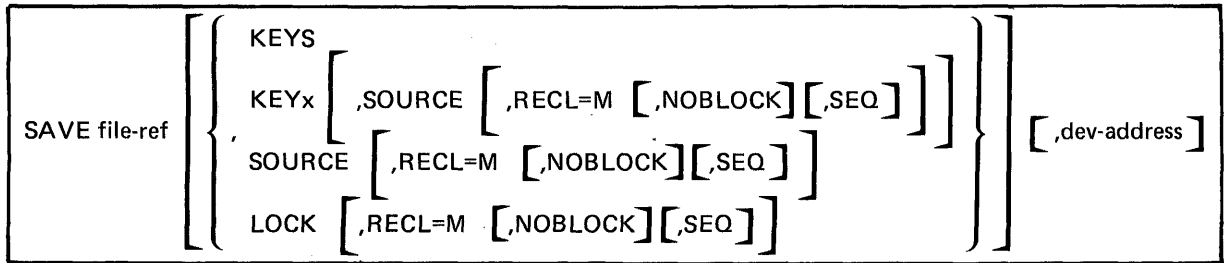 KEYS
KEYx [ ,SOURCE [ ,RECL=M [,NOBLOCK] [,SEQ ] ] ]
SAVE file-ref [ , { } ] [ ,dev-address ]
SOURCE [ ,RECL=M [,NOBLOCK] [,SEQ ] ]
LOCK [ ,RECL=M [,NOBLOCK] [,SEQ ] ]